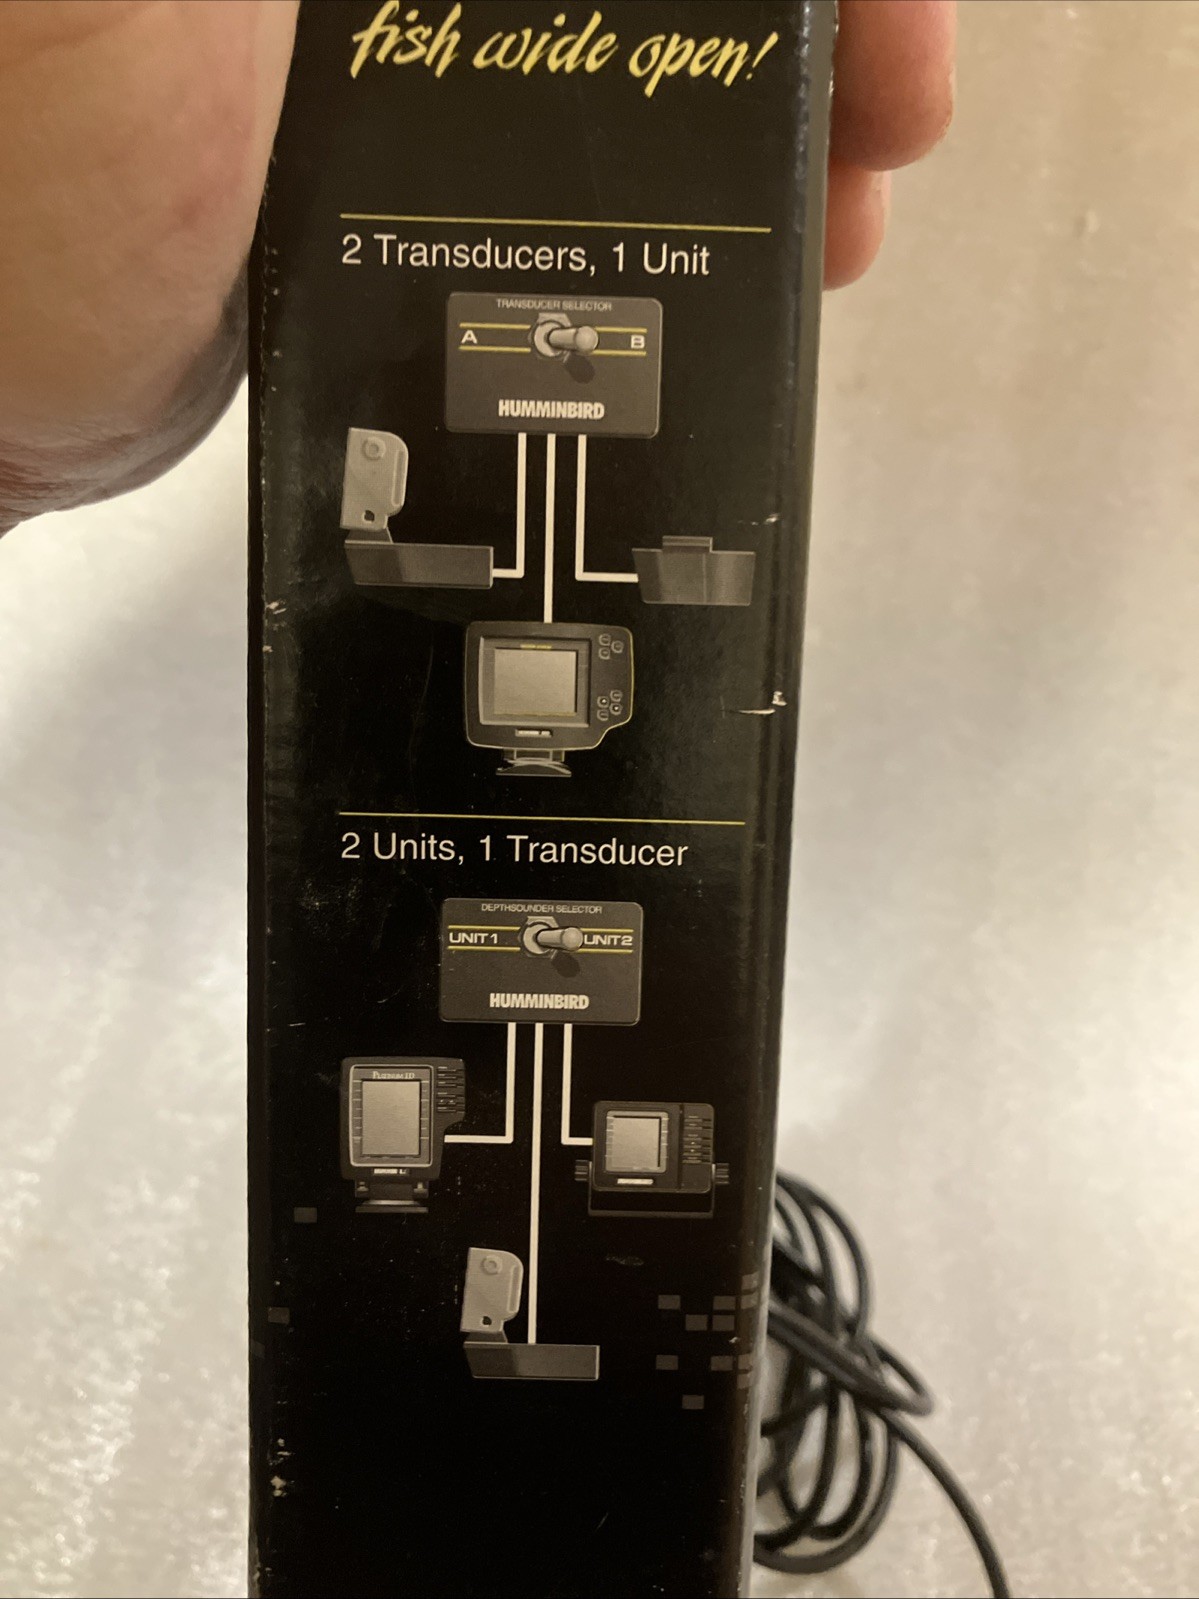 fish wide open!
2 Transducers, 1 Unit
TRANSDUCER SELECTOR
A B
HUMMINBIRD
2 Units, 1 Transducer
DEPTHSOUNDER SELECTOR
UNIT 1 UNIT 2
HUMMINBIRD